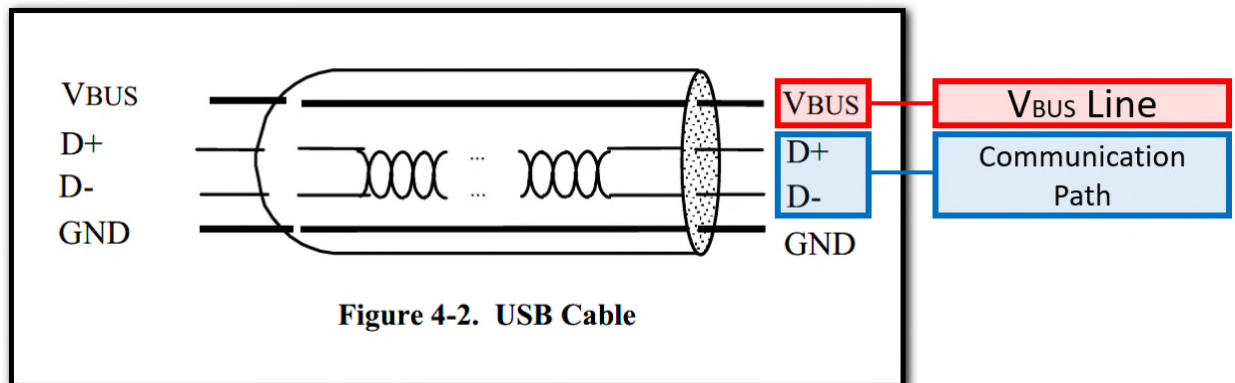 VBUS
D+
D-
GND
... ...
VBUS
D+
D-
GND
VBUS Line
Communication
Path
Figure 4-2. USB Cable